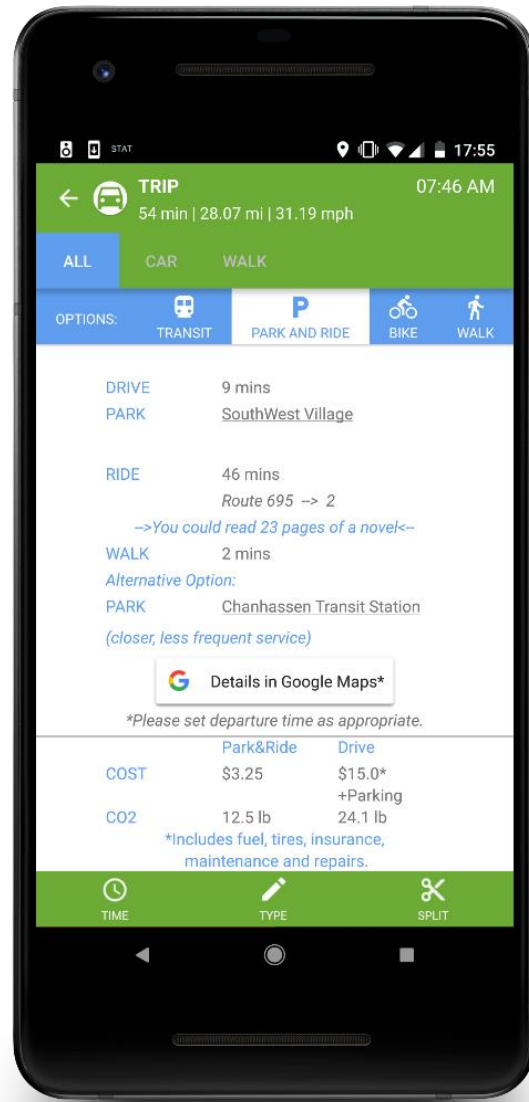 STAT 17:55
TRIP 07:46 AM
54 min | 28.07 mi | 31.19 mph
ALL CAR WALK
OPTIONS: TRANSIT P PARK AND RIDE BIKE WALK
DRIVE 9 mins
PARK SouthWest Village
RIDE 46 mins
Route 695 --> 2
-->You could read 23 pages of a novel<--
WALK 2 mins
Alternative Option:
PARK Chanhassen Transit Station
(closer, less frequent service)
G Details in Google Maps*
*Please set departure time as appropriate.
Park&Ride Drive
COST $3.25 $15.0*
+Parking
CO2 12.5 lb 24.1 lb
*Includes fuel, tires, insurance,
maintenance and repairs.
TIME TYPE SPLIT